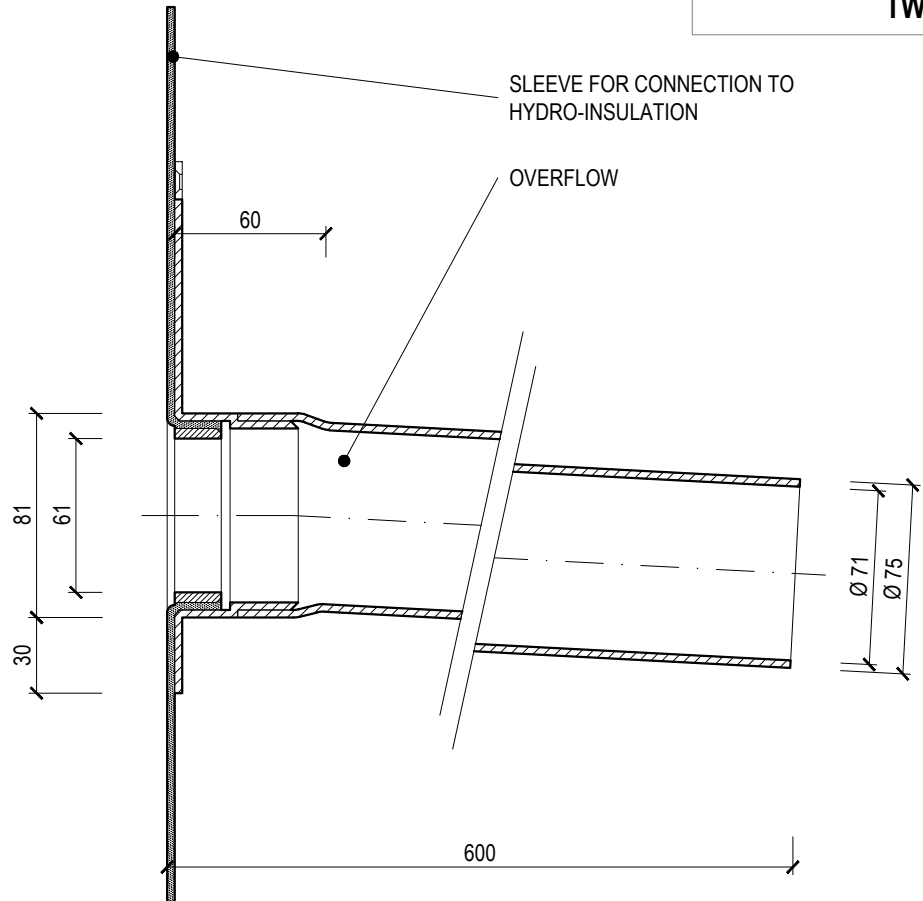 TW
SLEEVE FOR CONNECTION TO
HYDRO-INSULATION
OVERFLOW
60
81
61
30
Ø 71
Ø 75
600